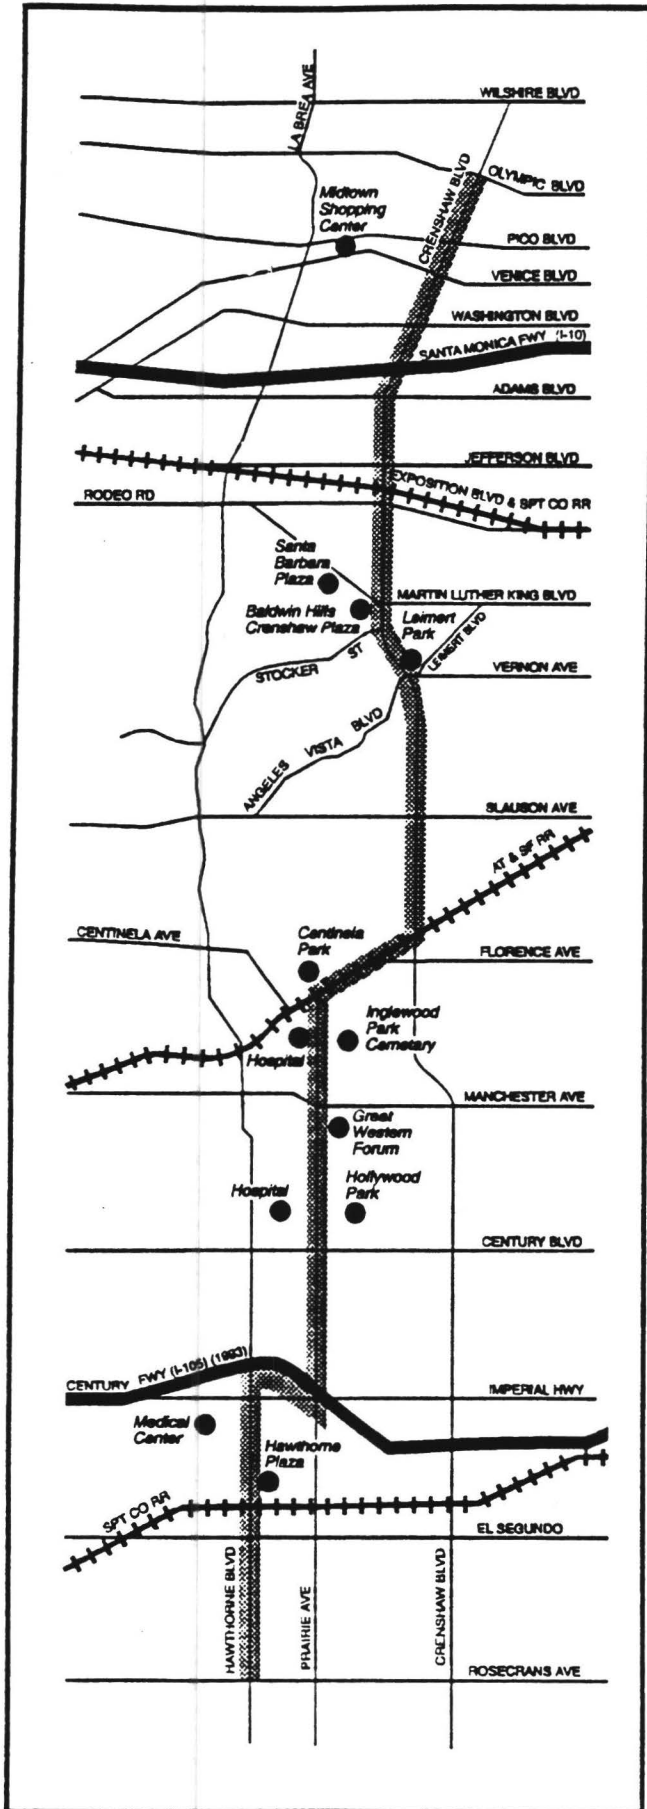 WILSHIRE BLVD
LA BREA AVE
CRENSHAW BLVD
OLYMPIC BLVD
Midtown
Shopping
Center
PICO BLVD
VENICE BLVD
WASHINGTON BLVD
SANTA MONICA FWY (I-10)
ADAMS BLVD
JEFFERSON BLVD
EXPOSITION BLVD & SPT CO RR
RODEO RD
Santa
Barbara
Plaza
MARTIN LUTHER KING BLVD
Baldwin Hills
Crenshaw Plaza
Leimert
Park
LEIMERT BLVD
STOCKER ST
VERNON AVE
ANGELES VISTA BLVD
SLAUSON AVE
AT & SF RR
CENTINELA AVE
Centinela
Park
FLORENCE AVE
Inglewood
Park
Cemetary
Hospital
MANCHESTER AVE
Great
Western
Forum
Hospital
Hollywood
Park
CENTURY BLVD
CENTURY FWY (I-105) (1993)
IMPERIAL HWY
Medical
Center
Hawthorne
Plaza
SPT CO RR
EL SEGUNDO
HAWTHORNE BLVD
PRAIRIE AVE
CRENSHAW BLVD
ROSECRANS AVE